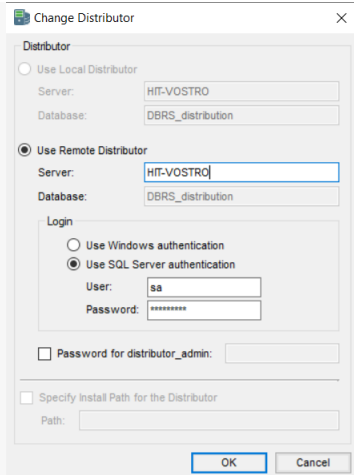 Change Distributor
Distributor
Use Local Distributor
Server: HIT-VOSTRO
Database: DBRS_distribution
Use Remote Distributor
Server: HIT-VOSTRO
Database: DBRS_distribution
Login
Use Windows authentication
Use SQL Server authentication
User: sa
Password: *********
Password for distributor_admin:
Specify Install Path for the Distributor
Path:
OK Cancel